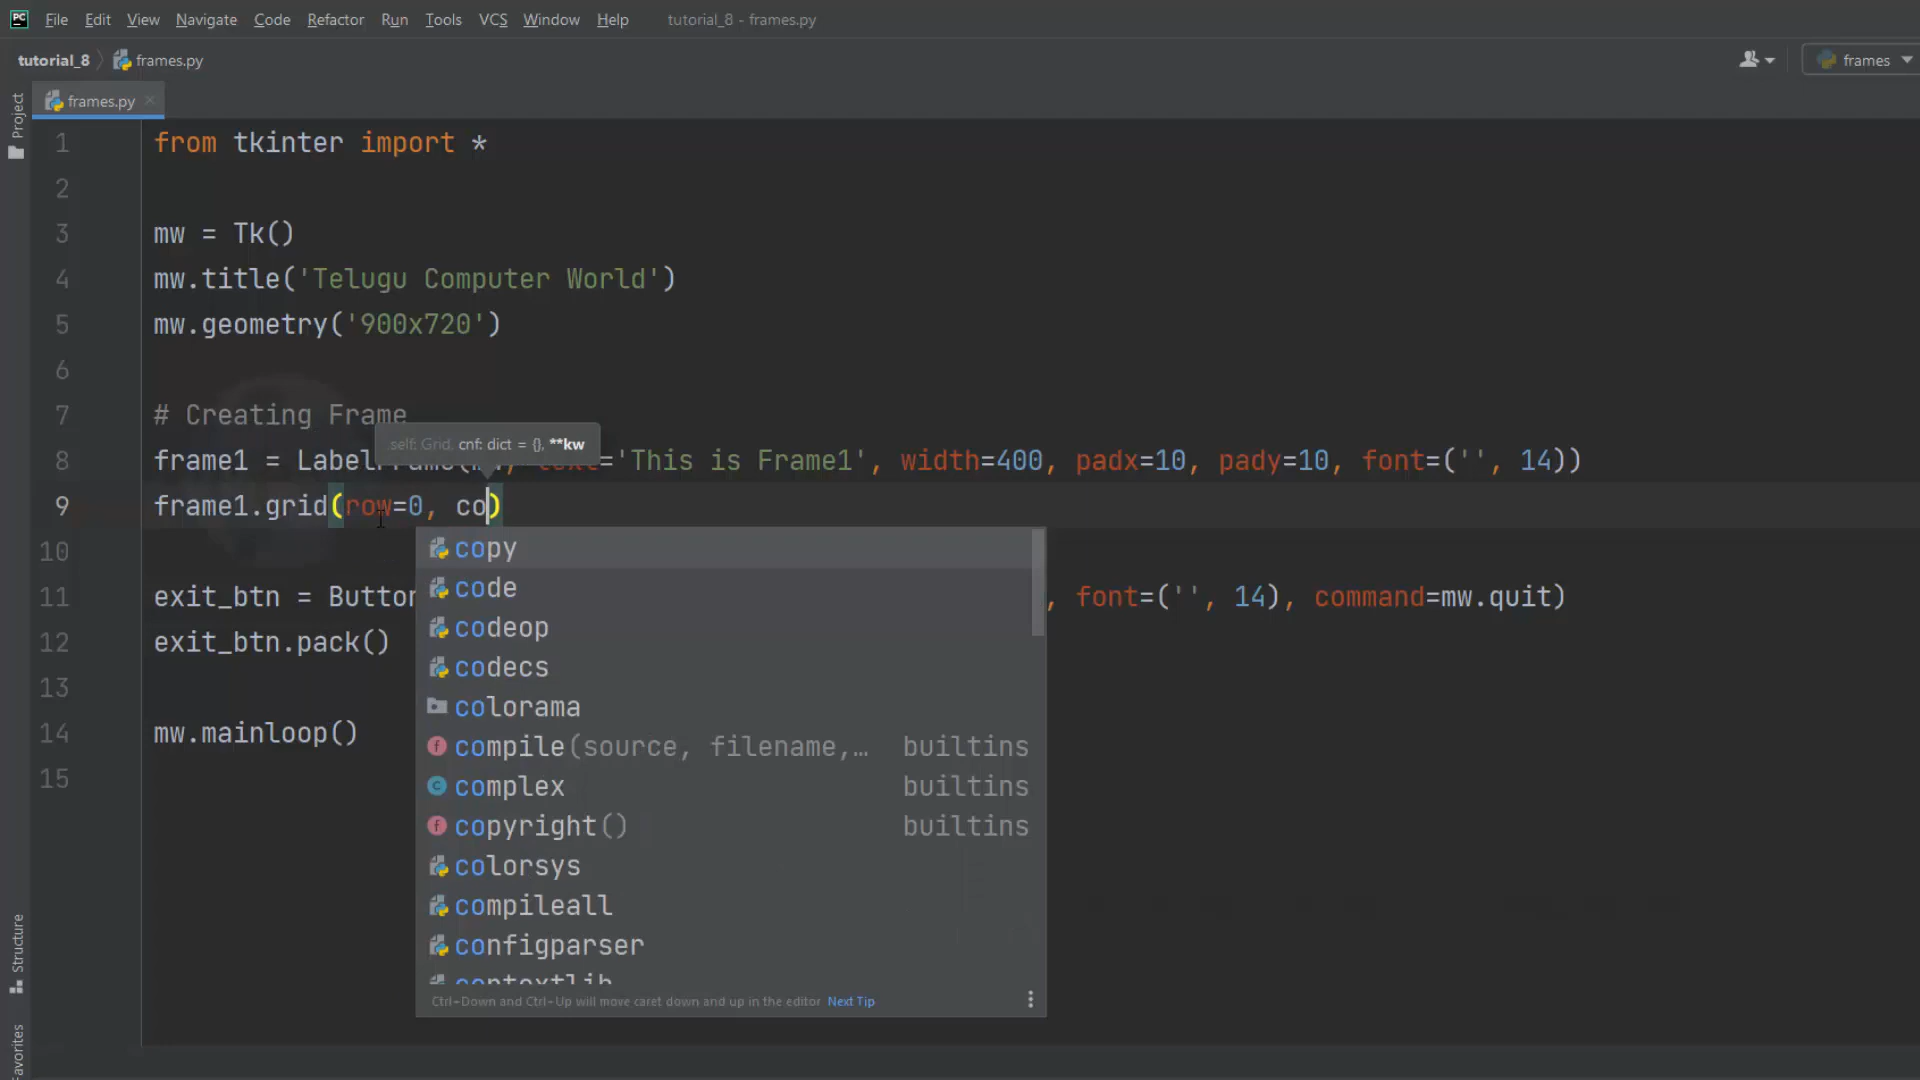 PC File Edit View Navigate Code Refactor Run Tools VCS Window Help tutorial_8 - frames.py
tutorial_8 frames.py frames
Project
frames.py
1 from tkinter import *
2
3 mw = Tk()
4 mw.title('Telugu Computer World')
5 mw.geometry('900x720')
6
7 # Creating Frame
self: Grid, cnf: dict = {}, **kw
8 frame1 = LabelFrame(mw, text='This is Frame1', width=400, padx=10, pady=10, font=('', 14))
9 frame1.grid(row=0, co)
10
copy
code
codeop
codecs
colorama
compile(source, filename,… builtins
complex builtins
copyright() builtins
colorsys
compileall
configparser
contextlib
Ctrl+Down and Ctrl+Up will move caret down and up in the editor Next Tip
11 exit_btn = Button , font=('', 14), command=mw.quit)
12 exit_btn.pack()
13
14 mw.mainloop()
15
Structure
Favorites